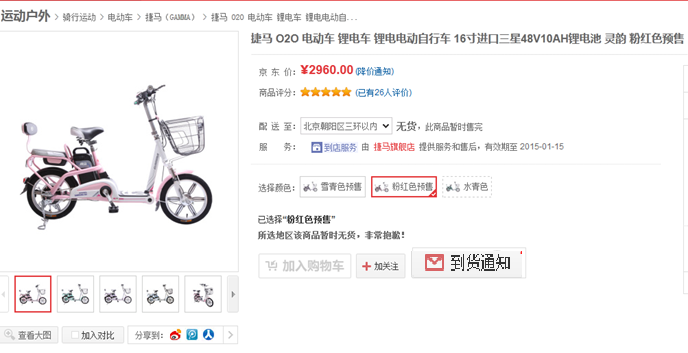 运动户外 > 骑行运动 > 电动车 > 捷马（GAMMA） > 捷马 O2O 电动车 锂电车 锂电电动自...
捷马 O2O 电动车 锂电车 锂电电动自行车 16寸进口三星48V10AH锂电池 灵韵 粉红色预售
京 东 价： ¥2960.00 (降价通知)
商品评分： (已有26人评价)
配 送 至： 北京朝阳区三环以内 无货，此商品暂时售完
服 务： 到店服务 由 捷马旗舰店 提供服务和售后，有效期至 2015-01-15
选择颜色： 雪青色预售 粉红色预售 水青色
已选择“粉红色预售”
所选地区该商品暂时无货，非常抱歉！
加入购物车 加关注 到货通知
查看大图 加入对比 分享到：